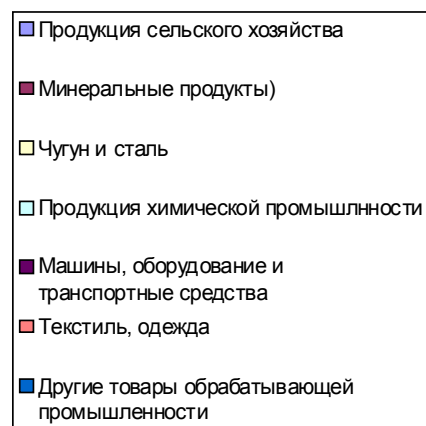 Продукция сельского хозяйства
Минеральные продукты)
Чугун и сталь
Продукция химической промышлнности
Машины, оборудование и
транспортные средства
Текстиль, одежда
Другие товары обрабатывающей
промышленности